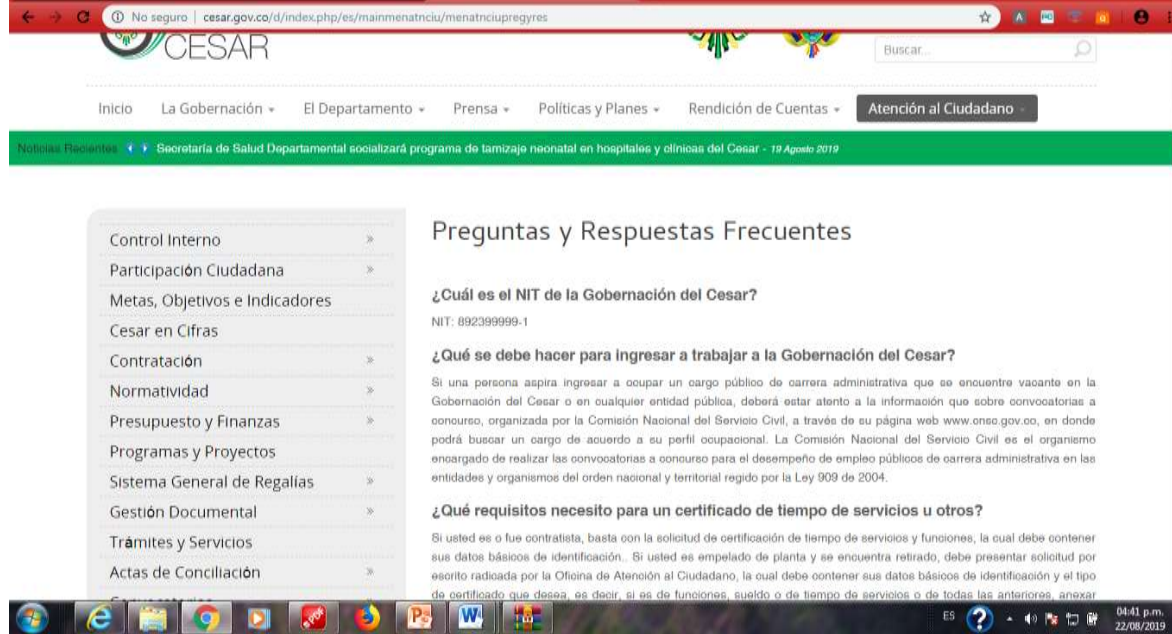 No seguro | cesar.gov.co/d/index.php/es/mainmenatnciu/menatnciupregyres
CESAR
Buscar...
Inicio La Gobernación El Departamento Prensa Políticas y Planes Rendición de Cuentas Atención al Ciudadano
Noticias Recientes Secretaría de Salud Departamental socializará programa de tamizaje neonatal en hospitales y clínicas del Cesar - 19 Agosto 2019
Control Interno
Participación Ciudadana
Metas, Objetivos e Indicadores
Cesar en Cifras
Contratación
Normatividad
Presupuesto y Finanzas
Programas y Proyectos
Sistema General de Regalías
Gestión Documental
Trámites y Servicios
Actas de Conciliación
Preguntas y Respuestas Frecuentes
¿Cuál es el NIT de la Gobernación del Cesar?
NIT: 892399999-1
¿Qué se debe hacer para ingresar a trabajar a la Gobernación del Cesar?
Si una persona aspira ingresar a ocupar un cargo público de carrera administrativa que se encuentre vacante en la
Gobernación del Cesar o en cualquier entidad pública, deberá estar atento a la información que sobre convocatorias a
concurso, organizada por la Comisión Nacional del Servicio Civil, a través de su página web www.cnsc.gov.co, en donde
podrá buscar un cargo de acuerdo a su perfil ocupacional. La Comisión Nacional del Servicio Civil es el organismo
encargado de realizar las convocatorias a concurso para el desempeño de empleo públicos de carrera administrativa en las
entidades y organismos del orden nacional y territorial regido por la Ley 909 de 2004.
¿Qué requisitos necesito para un certificado de tiempo de servicios u otros?
Si usted es o fue contratista, basta con la solicitud de certificación de tiempo de servicios y funciones, la cual debe contener
sus datos básicos de identificación.. Si usted es empelado de planta y se encuentra retirado, debe presentar solicitud por
escrito radicada por la Oficina de Atención al Ciudadano, la cual debe contener sus datos básicos de identificación y el tipo
de certificado que desea, es decir, si es de funciones, sueldo o de tiempo de servicios o de todas las anteriores, anexar
ES
04:41 p.m.
22/08/2019